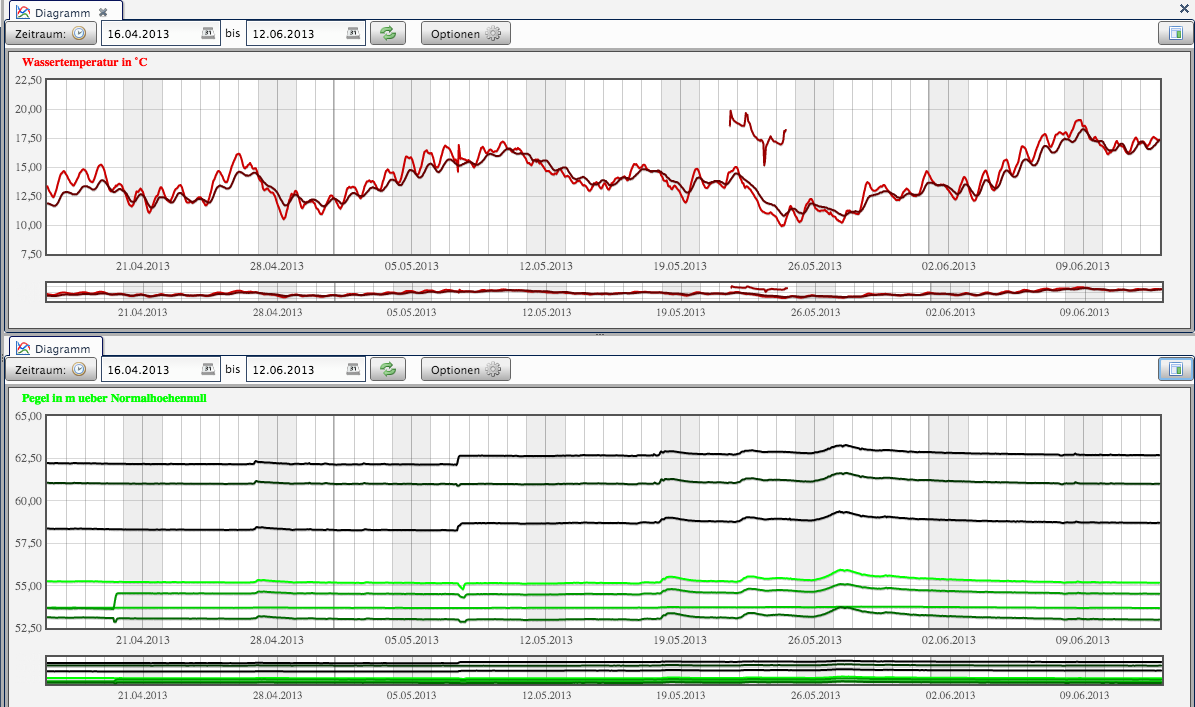 Diagramm
Zeitraum: 16.04.2013 31 bis 12.06.2013 31 Optionen
Wassertemperatur in °C
22,50
20,00
17,50
15,00
12,50
10,00
7,50
21.04.2013 28.04.2013 05.05.2013 12.05.2013 19.05.2013 26.05.2013 02.06.2013 09.06.2013
21.04.2013 28.04.2013 05.05.2013 12.05.2013 19.05.2013 26.05.2013 02.06.2013 09.06.2013
Diagramm
Zeitraum: 16.04.2013 31 bis 12.06.2013 31 Optionen
Pegel in m ueber Normalhoehennull
65,00
62,50
60,00
57,50
55,00
52,50
21.04.2013 28.04.2013 05.05.2013 12.05.2013 19.05.2013 26.05.2013 02.06.2013 09.06.2013
21.04.2013 28.04.2013 05.05.2013 12.05.2013 19.05.2013 26.05.2013 02.06.2013 09.06.2013